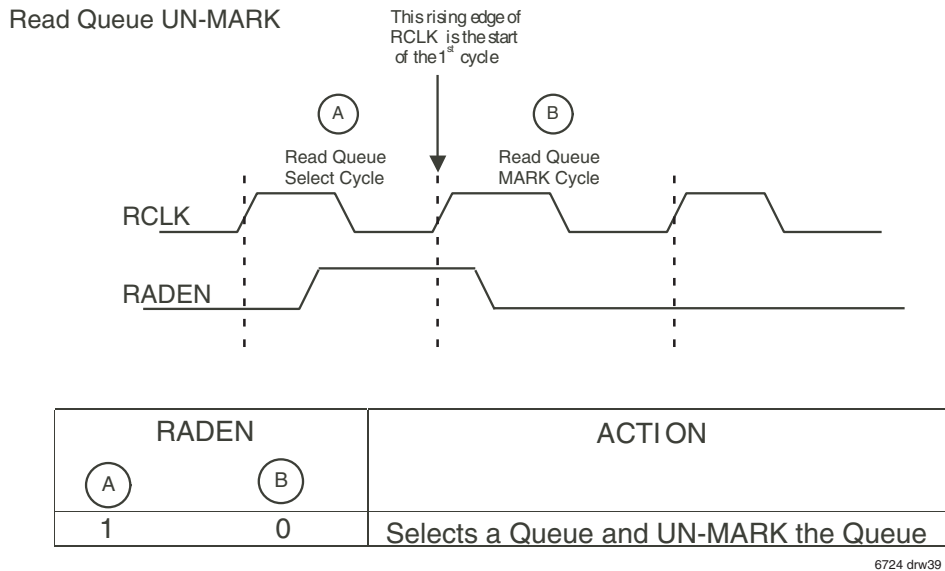 Read Queue UN-MARK
This rising edge of
RCLK is the start
of the 1st cycle
A
B
Read Queue
Select Cycle
Read Queue
MARK Cycle
RCLK
RADEN
RADEN
ACTION
A
B
1
0
Selects a Queue and UN-MARK the Queue
6724 drw39